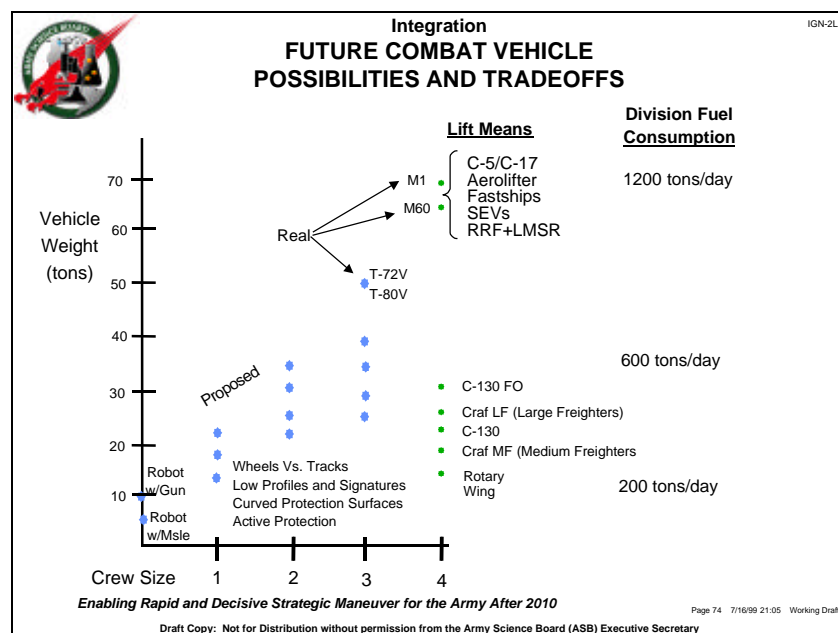 Integration
IGN-2L
FUTURE COMBAT VEHICLE
POSSIBILITIES AND TRADEOFFS
ARMY SCIENCE BOARD
Lift Means
Division Fuel
Consumption
Vehicle
Weight
(tons)
70
60
50
40
30
20
10
Real
M1
M60
C-5/C-17
Aerolifter
Fastships
SEVs
RRF+LMSR
1200 tons/day
T-72V
T-80V
600 tons/day
Proposed
C-130 FO
Craf LF (Large Freighters)
C-130
Craf MF (Medium Freighters
Rotary
Wing
200 tons/day
Robot
w/Gun
Robot
w/Msle
Wheels Vs. Tracks
Low Profiles and Signatures
Curved Protection Surfaces
Active Protection
Crew Size 1 2 3 4
Enabling Rapid and Decisive Strategic Maneuver for the Army After 2010
Page 74 7/16/99 21:05 Working Draft
Draft Copy: Not for Distribution without permission from the Army Science Board (ASB) Executive Secretary